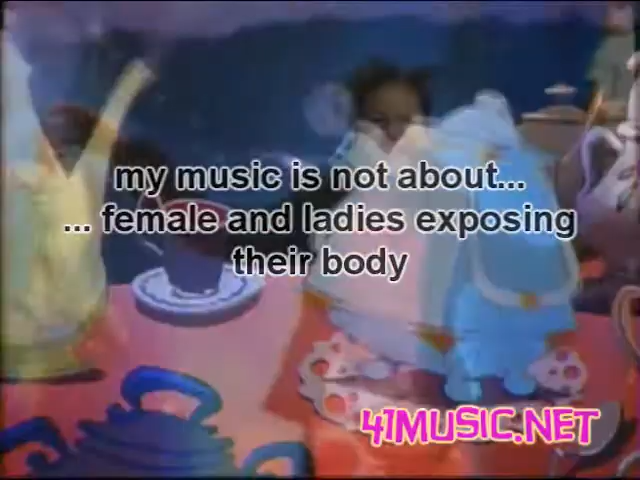 my music is not about...
... female and ladies exposing
their body
41MUSIC.NET